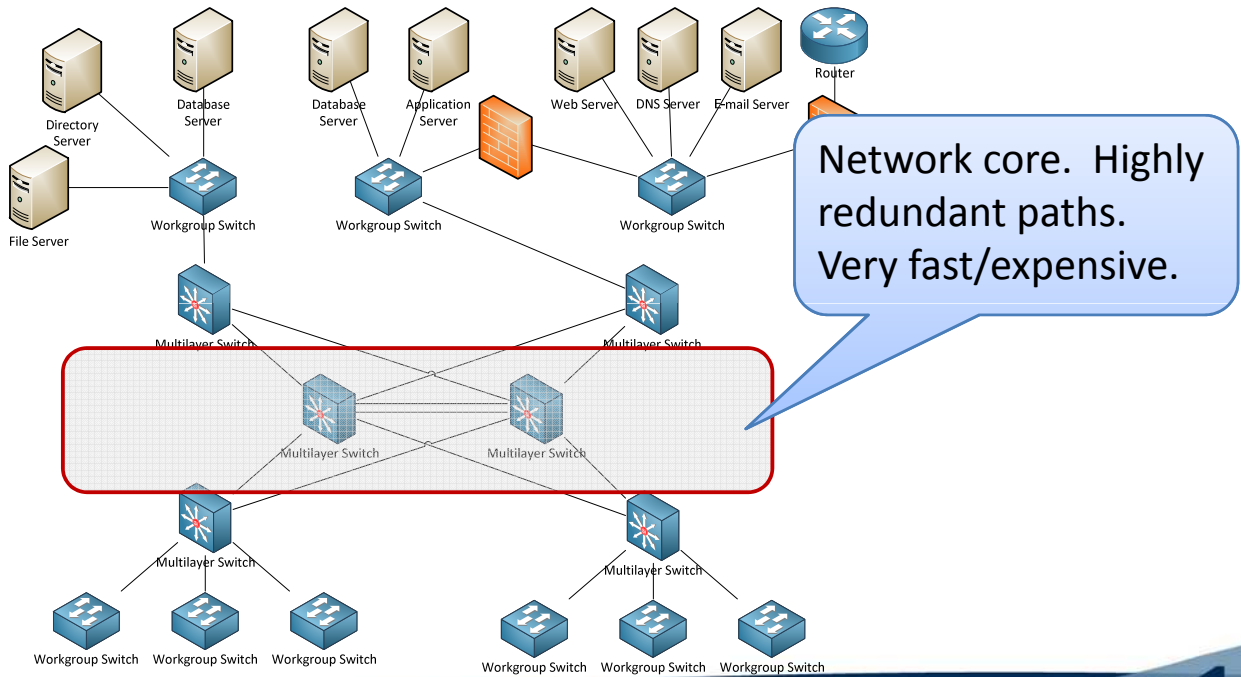 Router
Database
Server
Database
Server
Application
Server
Web Server
DNS Server
E-mail Server
Directory
Server
File Server
Workgroup Switch
Workgroup Switch
Workgroup Switch
Network core. Highly
redundant paths.
Very fast/expensive.
Multilayer Switch
Multilayer Switch
Multilayer Switch
Multilayer Switch
Multilayer Switch
Multilayer Switch
Workgroup Switch
Workgroup Switch
Workgroup Switch
Workgroup Switch
Workgroup Switch
Workgroup Switch